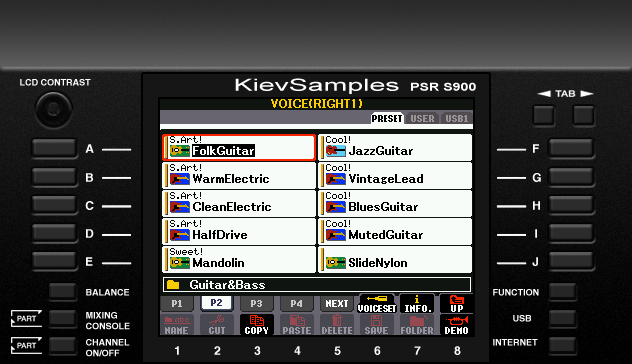 LCD CONTRAST
KievSamples PSR S900
◄ TAB ►
VOICE(RIGHT1)
PRESET USER USB1
A
S.Art!
FolkGuitar
Cool!
JazzGuitar
F
B
S.Art!
WarmElectric
Cool!
VintageLead
G
C
S.Art!
CleanElectric
Cool!
BluesGuitar
H
D
S.Art!
HalfDrive
Cool!
MutedGuitar
I
E
Sweet!
Mandolin
SlideNylon
J
Guitar&Bass
BALANCE
FUNCTION
P1 P2 P3 P4 NEXT VOICESET INFO. UP
PART
MIXING
CONSOLE
USB
NAME CUT COPY PASTE DELETE SAVE FOLDER DEMO
PART
CHANNEL
ON/OFF
INTERNET
1 2 3 4 5 6 7 8